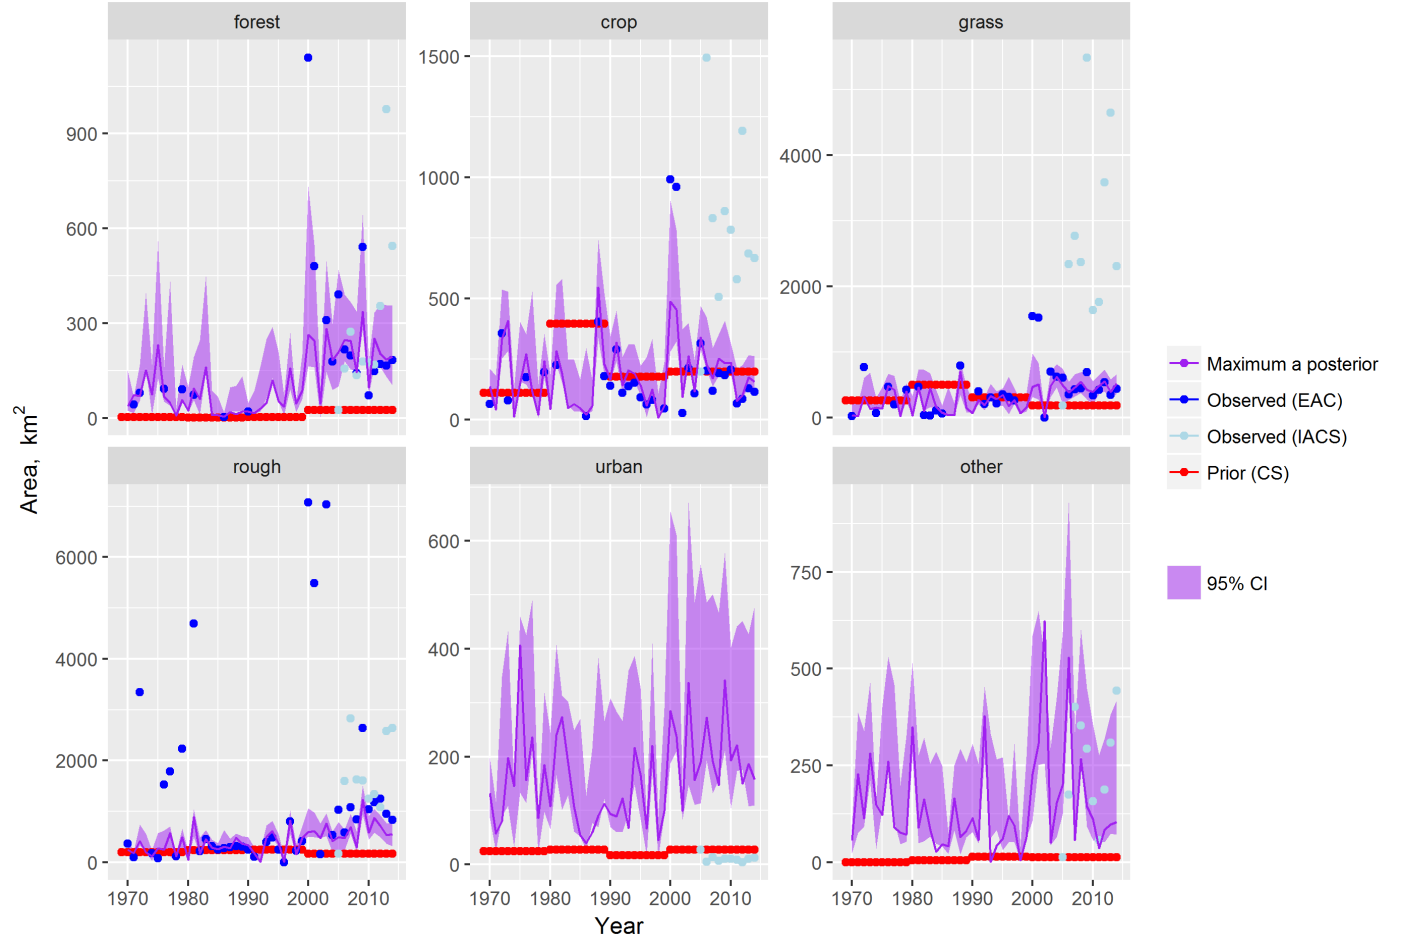 forest
crop
grass
1500
900
1000
4000
600
500
2000
300
0
0
0
rough
urban
other
Area, km²
6000
600
750
4000
400
500
2000
200
250
0
0
0
1970 1980 1990 2000 2010
1970 1980 1990 2000 2010
1970 1980 1990 2000 2010
Year
Maximum a posterior
Observed (EAC)
Observed (IACS)
Prior (CS)
95% CI